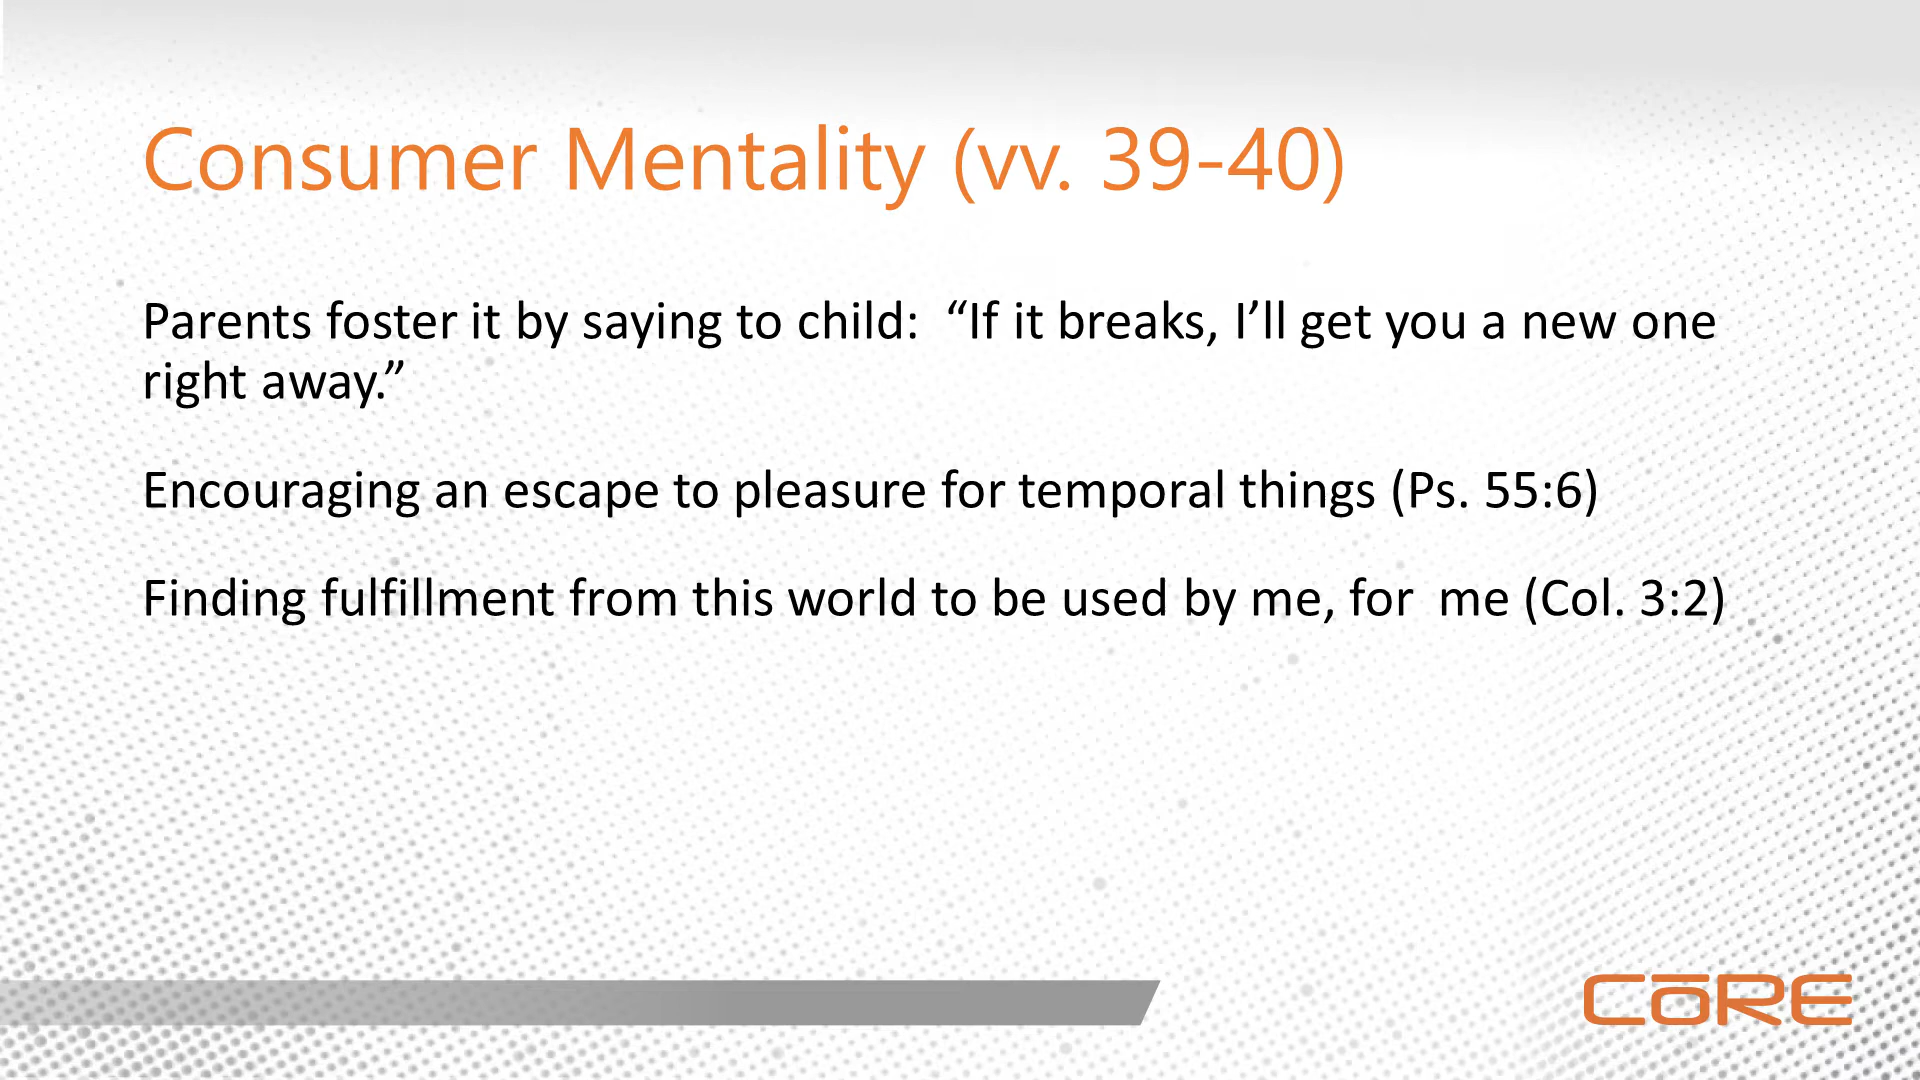 Consumer Mentality (vv. 39-40)
Parents foster it by saying to child:  “If it breaks, I’ll get you a new one
right away.”
Encouraging an escape to pleasure for temporal things (Ps. 55:6)
Finding fulfillment from this world to be used by me, for  me (Col. 3:2)
CōRE